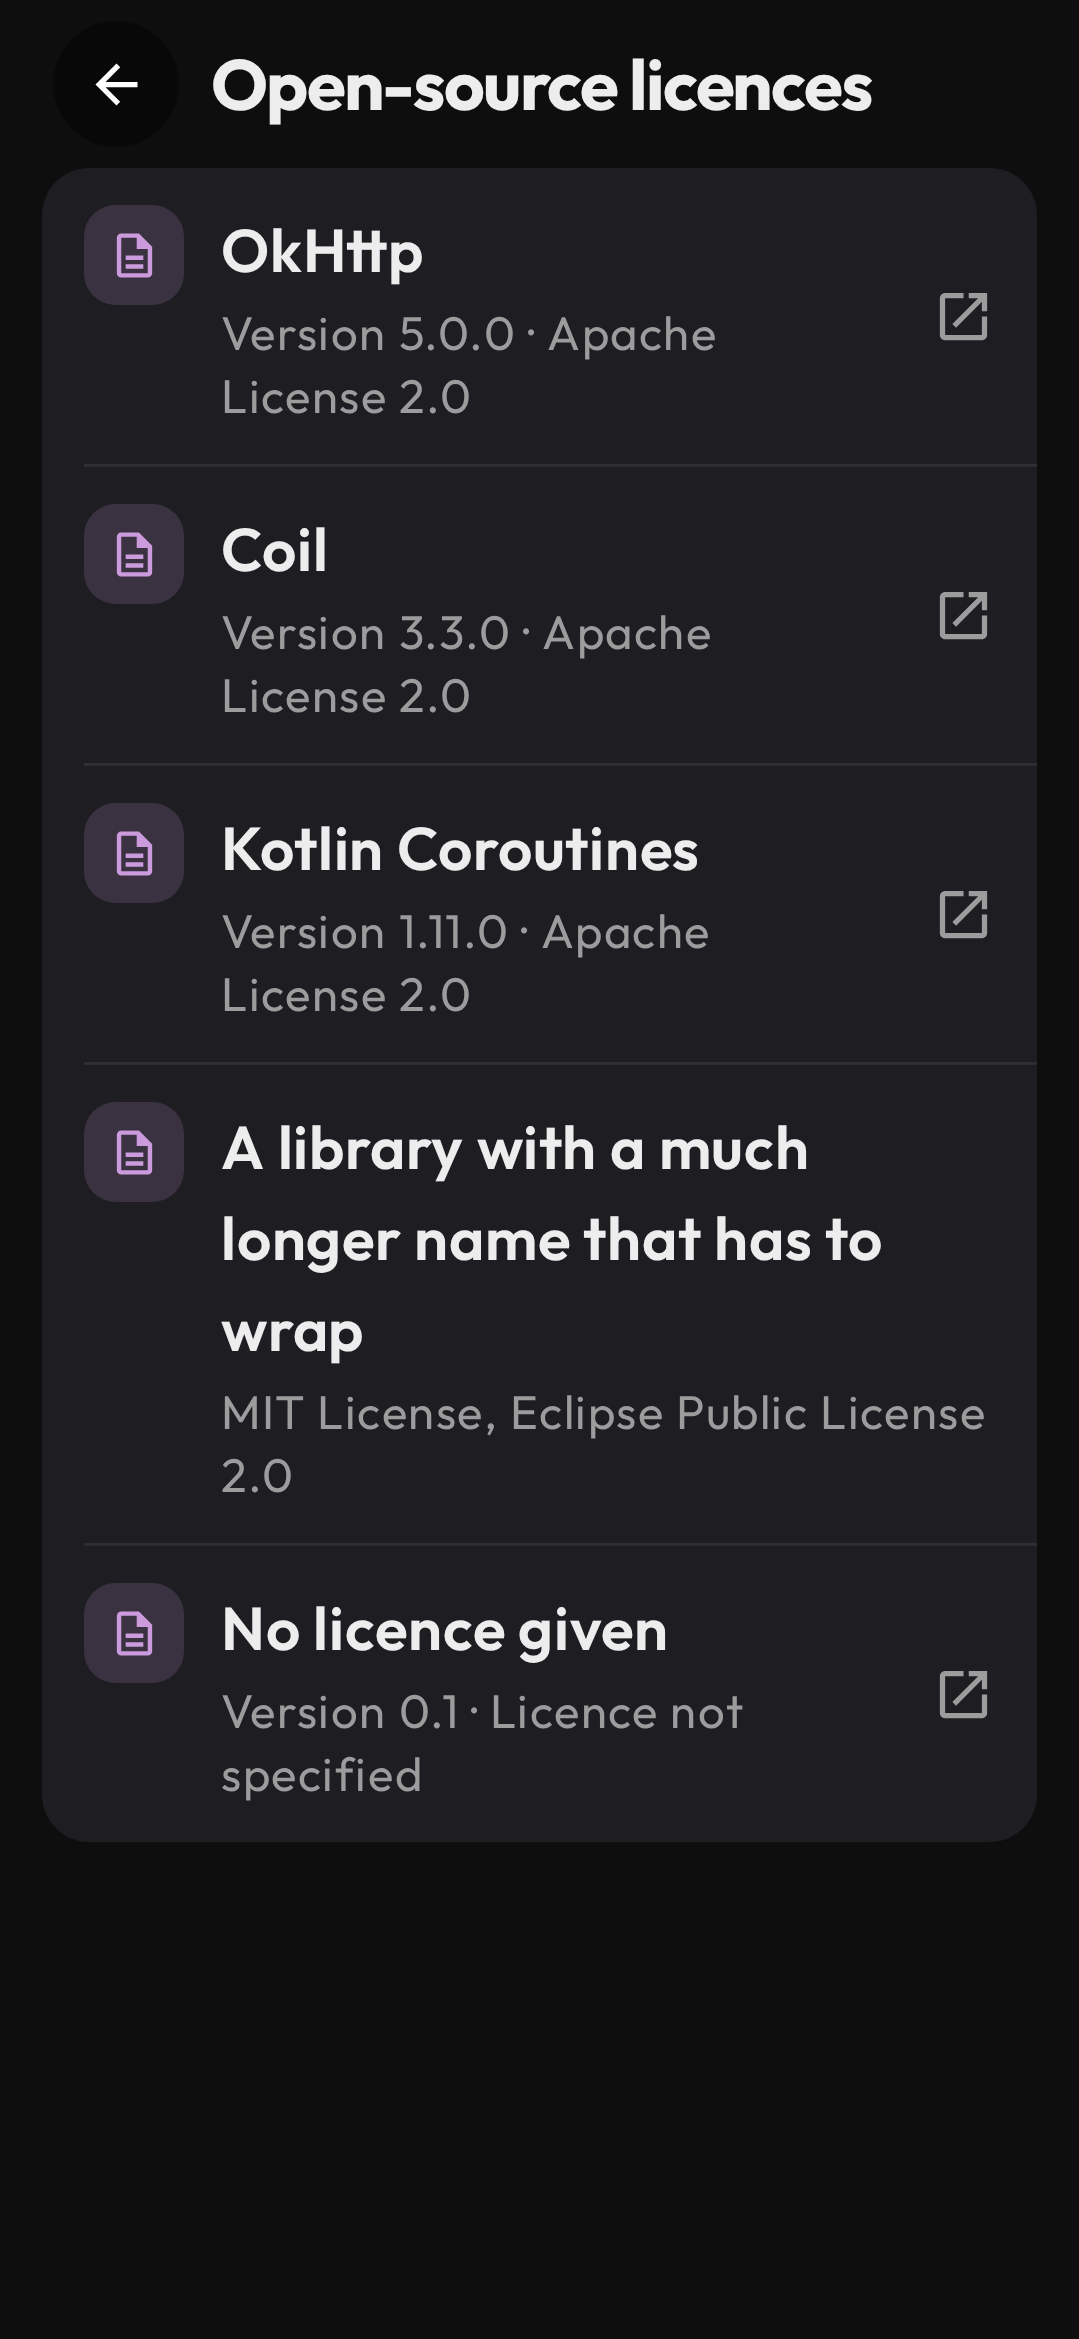 Open-source licences
OkHttp
Version 5.0.0 · Apache
License 2.0
Coil
Version 3.3.0 · Apache
License 2.0
Kotlin Coroutines
Version 1.11.0 · Apache
License 2.0
A library with a much
longer name that has to
wrap
MIT License, Eclipse Public License
2.0
No licence given
Version 0.1 · Licence not
specified